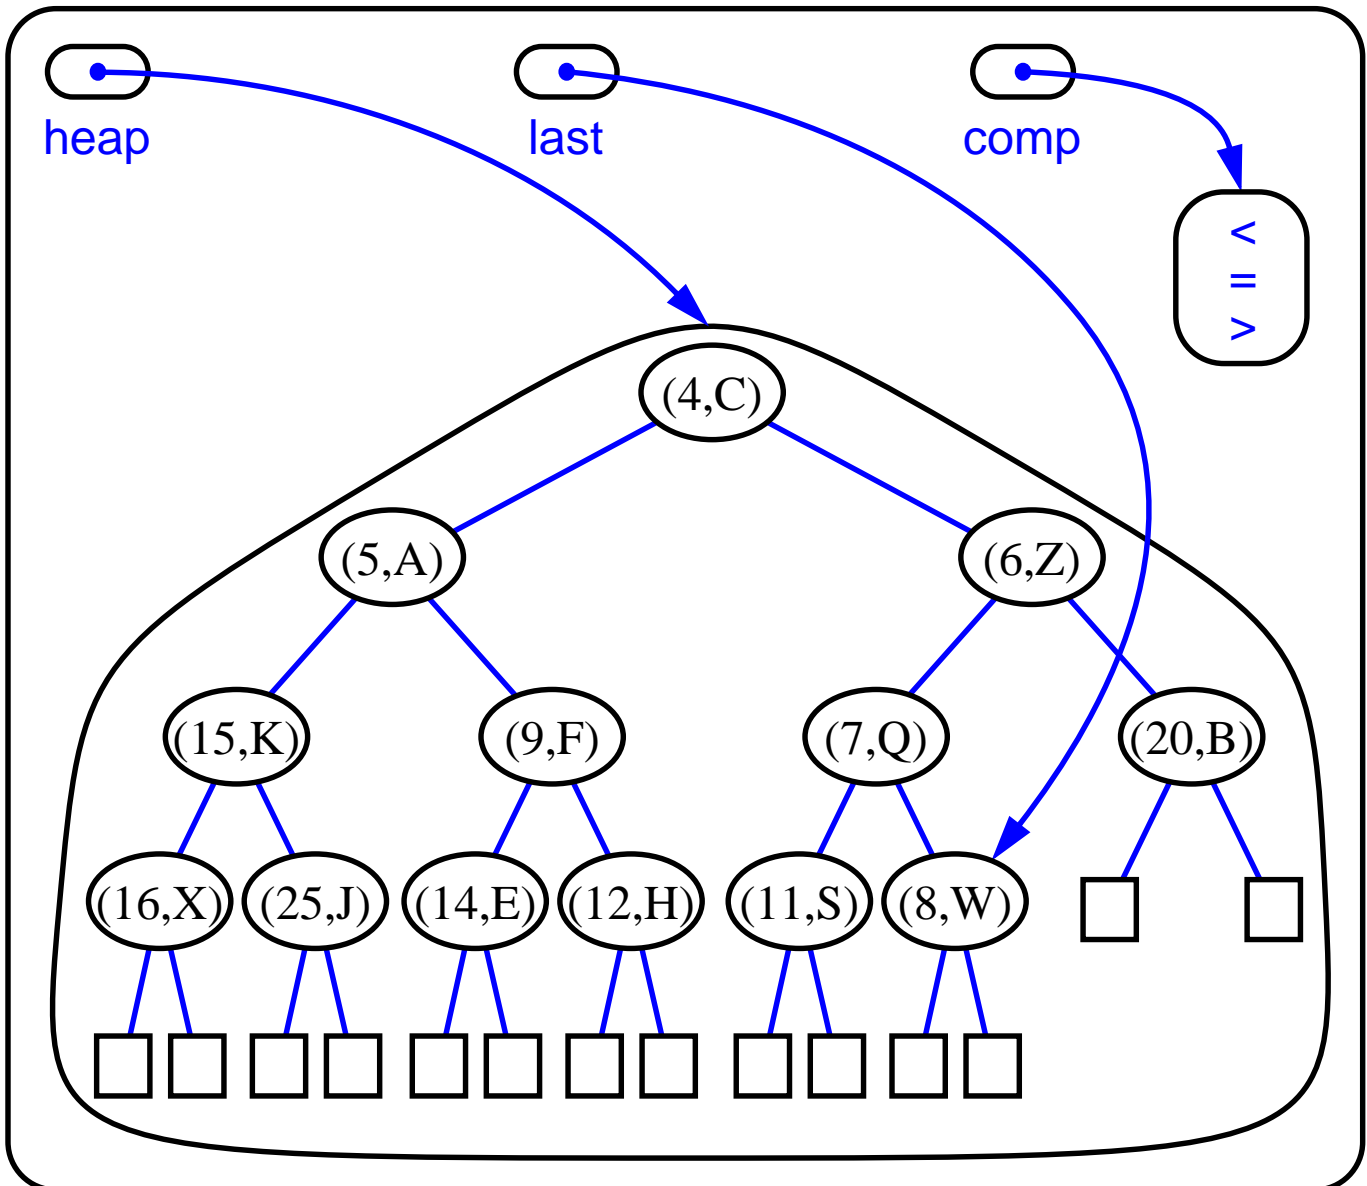 heap last comp
<
=
>
(4,C)
(5,A) (6,Z)
(15,K) (9,F) (7,Q) (20,B)
(16,X) (25,J) (14,E) (12,H) (11,S) (8,W)